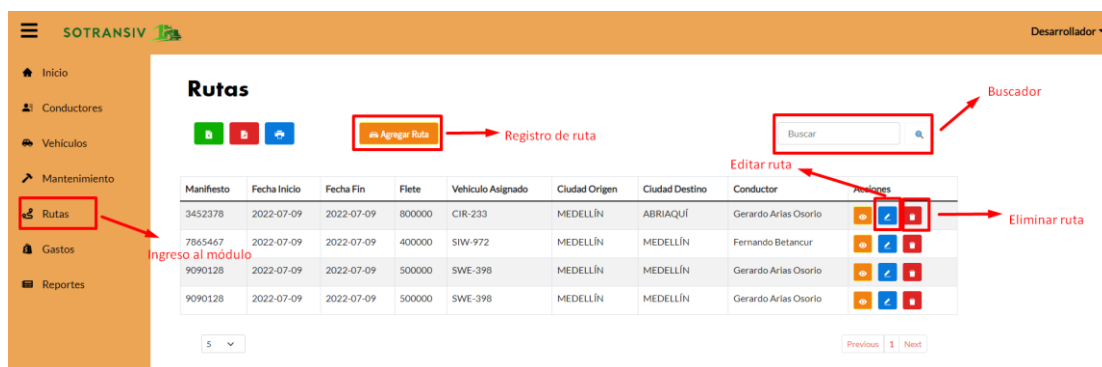 SOTRANSIV
Desarrollador
Inicio
Conductores
Vehículos
Mantenimiento
Rutas
Gastos
Reportes
Ingreso al módulo
Rutas
Agregar Ruta
Registro de ruta
Buscar
Buscador
Editar ruta
Eliminar ruta
Manifiesto Fecha Inicio Fecha Fin Flete Vehiculo Asignado Ciudad Origen Ciudad Destino Conductor Acciones
3452378 2022-07-09 2022-07-09 800000 CIR-233 MEDELLÍN ABRIAQUÍ Gerardo Arias Osorio
7865467 2022-07-09 2022-07-09 400000 SIW-972 MEDELLÍN MEDELLÍN Fernando Betancur
9090128 2022-07-09 2022-07-09 500000 SWE-398 MEDELLÍN MEDELLÍN Gerardo Arias Osorio
9090128 2022-07-09 2022-07-09 500000 SWE-398 MEDELLÍN MEDELLÍN Gerardo Arias Osorio
5
Previous 1 Next